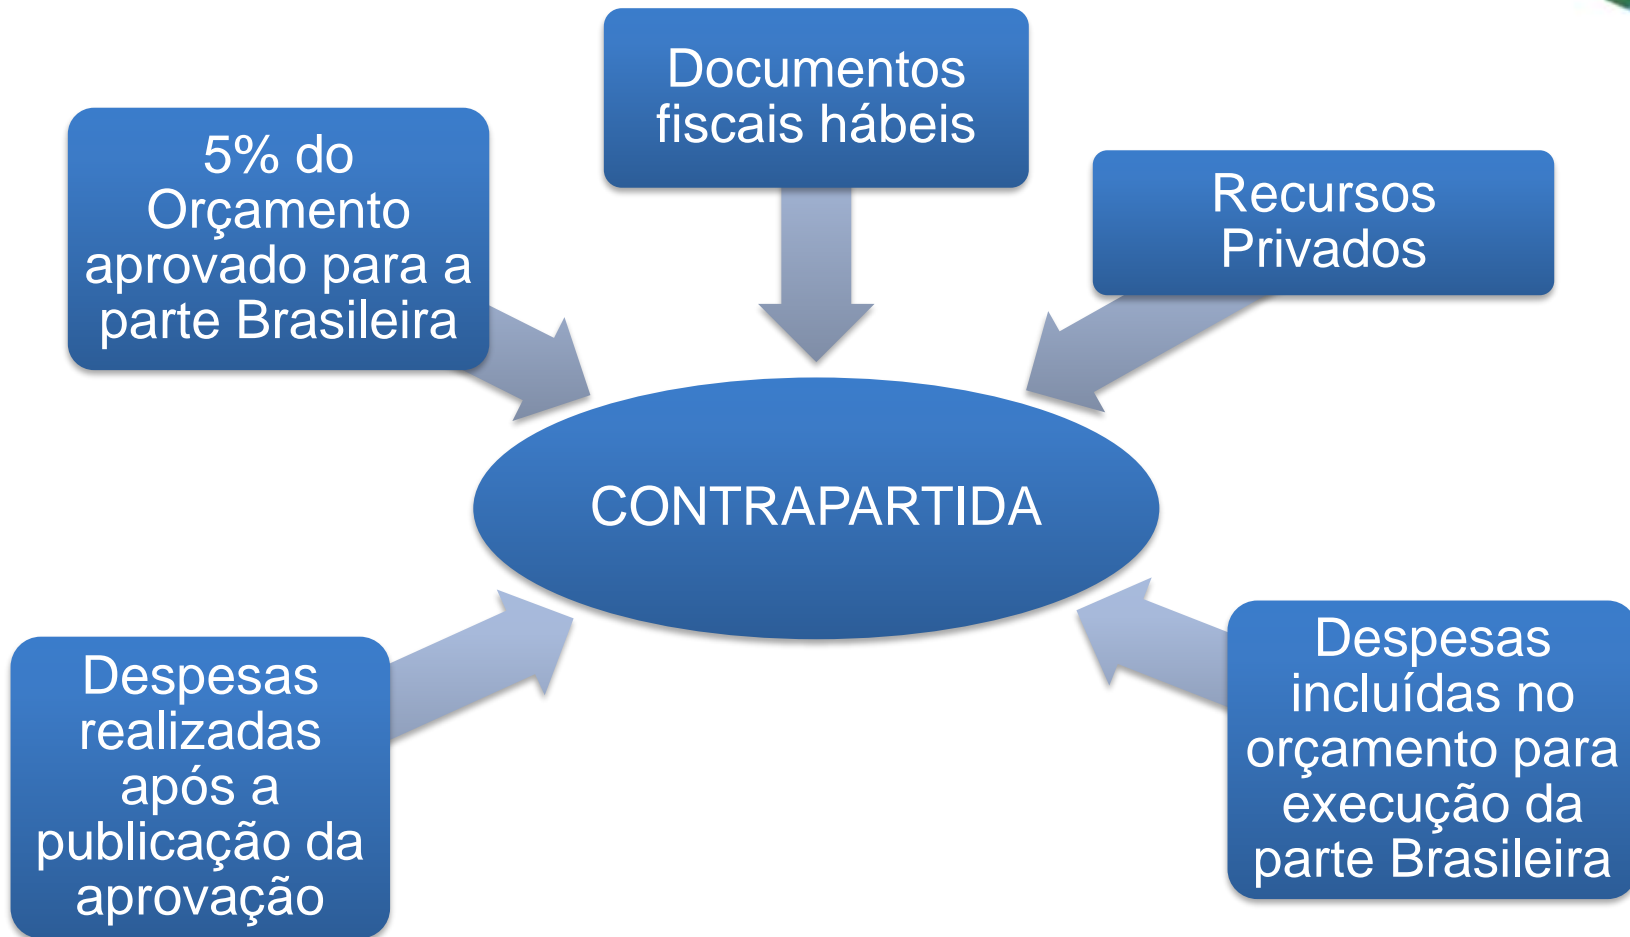 Documentos
fiscais hábeis
5% do
Orçamento
aprovado para a
parte Brasileira
Recursos
Privados
CONTRAPARTIDA
Despesas
realizadas
após a
publicação da
aprovação
Despesas
incluídas no
orçamento para
execução da
parte Brasileira